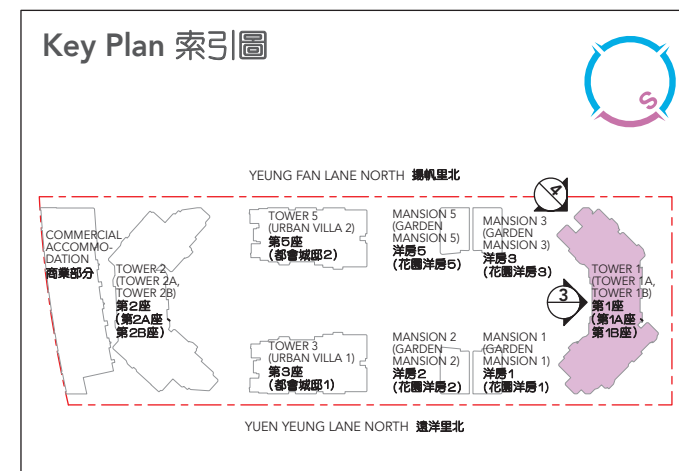 Key Plan 索引圖
S
YEUNG FAN LANE NORTH 揚帆里北
4
COMMERCIAL
ACCOMMO-
DATION
商業部分
TOWER 2
(TOWER 2A,
TOWER 2B)
第2座
(第2A座、
第2B座)
TOWER 5
(URBAN VILLA 2)
第5座
(都會城邸2)
MANSION 5
(GARDEN
MANSION 5)
洋房5
(花園洋房5)
MANSION 3
(GARDEN
MANSION 3)
洋房3
(花園洋房3)
TOWER 1
(TOWER 1A,
TOWER 1B)
第1座
(第1A座、
第1B座)
3
TOWER 3
(URBAN VILLA 1)
第3座
(都會城邸1)
MANSION 2
(GARDEN
MANSION 2)
洋房2
(花園洋房2)
MANSION 1
(GARDEN
MANSION 1)
洋房1
(花園洋房1)
YUEN YEUNG LANE NORTH 遠洋里北